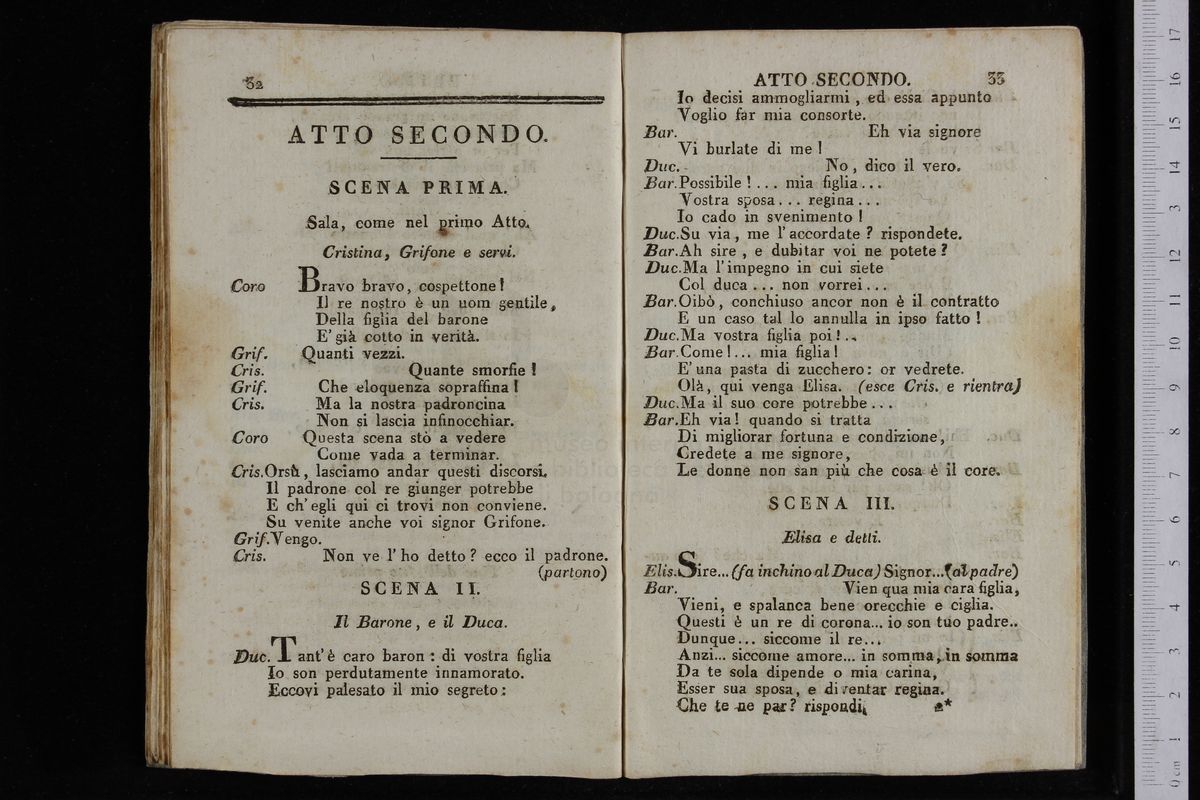 32
ATTO SECONDO.
SCENA PRIMA.
Sala, come nel primo Atto.
Cristina, Grifone e servi.
Coro Bravo bravo, cospettone!
Il re nostro è un uom gentile,
Della figlia del barone
E' già cotto in verità.
Grif. Quanti vezzi.
Cris. Quante smorfie!
Grif. Che eloquenza sopraffina!
Cris. Ma la nostra padroncina
Non si lascia infinocchiar.
Coro Questa scena stò a vedere
Come vada a terminar.
Cris. Orsù, lasciamo andar questi discorsi.
Il padrone col re giunger potrebbe
E ch' egli qui ci trovi non conviene.
Su venite anche voi signor Grifone.
Grif. Vengo.
Cris. Non ve l' ho detto? ecco il padrone.
(partono)
SCENA II.
Il Barone, e il Duca.
Duc. Tant' è caro baron: di vostra figlia
Io son perdutamente innamorato.
Eccovi palesato il mio segreto:
ATTO SECONDO. 33
Io decisi ammogliarmi, ed essa appunto
Voglio far mia consorte.
Bar. Eh via signore
Vi burlate di me!
Duc. No, dico il vero.
Bar. Possibile!... mia figlia...
Vostra sposa... regina...
Io cado in svenimento!
Duc. Su via, me l' accordate? rispondete.
Bar. Ah sire, e dubitar voi ne potete?
Duc. Ma l' impegno in cui siete
Col duca... non vorrei...
Bar. Oibò, conchiuso ancor non è il contratto
E un caso tal lo annulla in ipso fatto!
Duc. Ma vostra figlia poi!..
Bar. Come!... mia figlia!
E' una pasta di zucchero: or vedrete.
Olà, qui venga Elisa. (esce Cris. e rientra)
Duc. Ma il suo core potrebbe...
Bar. Eh via! quando si tratta
Di migliorar fortuna e condizione,
Credete a me signore,
Le donne non san più che cosa è il core.
SCENA III.
Elisa e detti.
Elis. Sire... (fa inchino al Duca) Signor...(al padre)
Bar. Vien qua mia cara figlia,
Vieni, e spalanca bene orecchie e ciglia.
Questi è un re di corona... io son tuo padre..
Dunque... siccome il re...
Anzi... siccome amore... in somma, in somma
Da te sola dipende o mia carina,
Esser sua sposa, e diventar regina.
Che te ne par? rispondi.